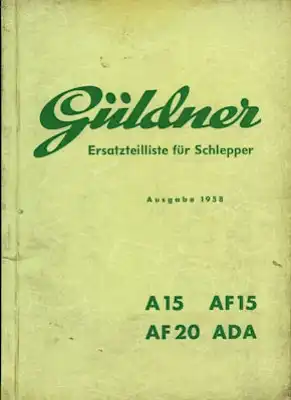 Güldner
Ersatzteilliste für Schlepper
Ausgabe 1958
A15 AF15
AF20 ADA